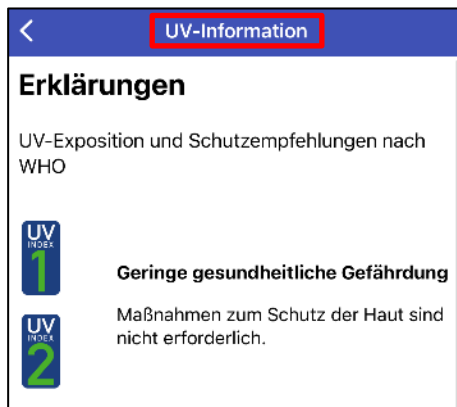 UV-Information
Erklärungen
UV-Exposition und Schutzempfehlungen nach
WHO
UV
INDEX
1
Geringe gesundheitliche Gefährdung
Maßnahmen zum Schutz der Haut sind
nicht erforderlich.
UV
INDEX
2